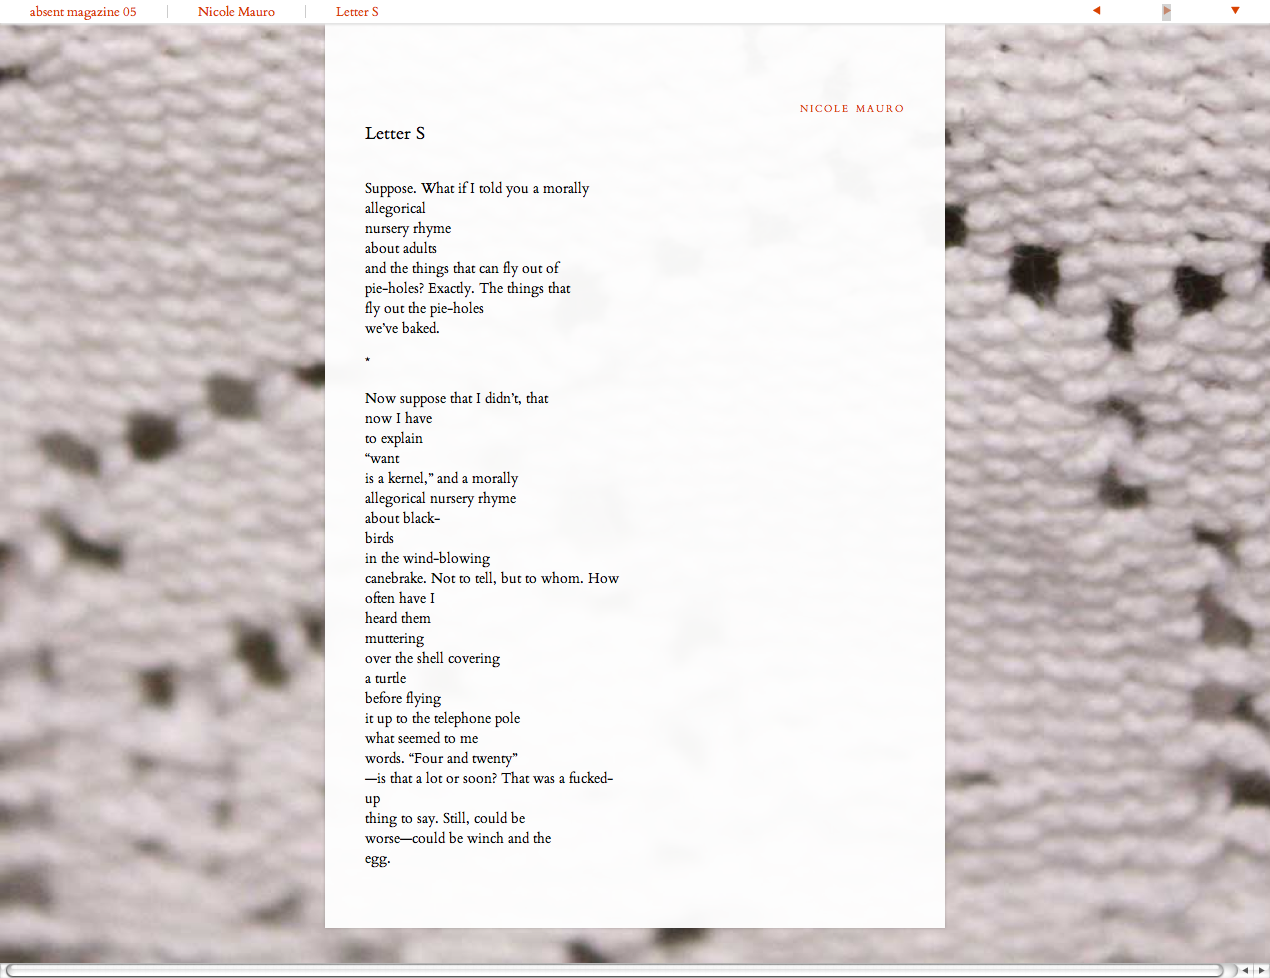 absent magazine 05
Nicole Mauro
Letter S
NICOLE MAURO
Letter S
Suppose. What if I told you a morally
allegorical
nursery rhyme
about adults
and the things that can fly out of
pie-holes? Exactly. The things that
fly out the pie-holes
we’ve baked.
*
Now suppose that I didn’t, that
now I have
to explain
“want
is a kernel,” and a morally
allegorical nursery rhyme
about black-
birds
in the wind-blowing
canebrake. Not to tell, but to whom. How
often have I
heard them
muttering
over the shell covering
a turtle
before flying
it up to the telephone pole
what seemed to me
words. “Four and twenty”
—is that a lot or soon? That was a fucked-
up
thing to say. Still, could be
worse—could be winch and the
egg.